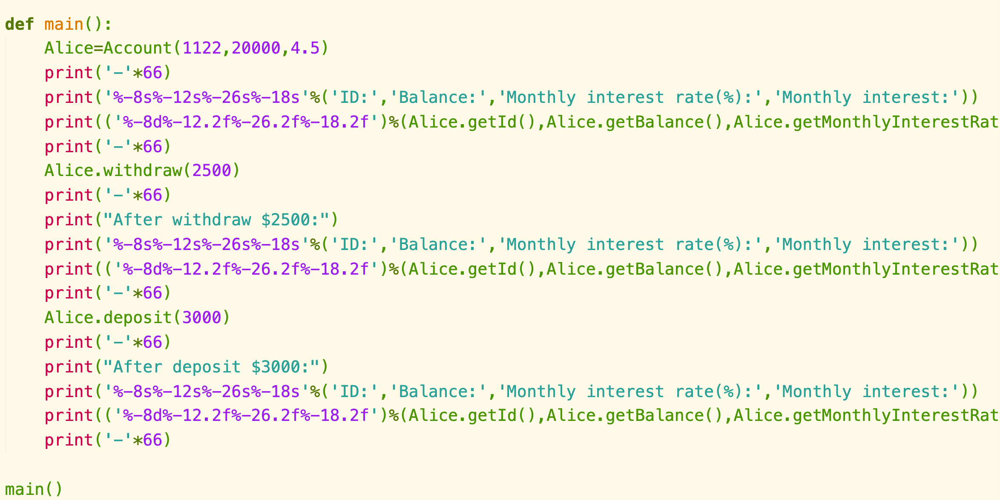 def main():
    Alice=Account(1122,20000,4.5)
    print('-'*66)
    print('%-8s%-12s%-26s%-18s'%('ID:','Balance:','Monthly interest rate(%):','Monthly interest:'))
    print(('%-8d%-12.2f%-26.2f%-18.2f')%(Alice.getId(),Alice.getBalance(),Alice.getMonthlyInterestRat
    print('-'*66)
    Alice.withdraw(2500)
    print('-'*66)
    print("After withdraw $2500:")
    print('%-8s%-12s%-26s%-18s'%('ID:','Balance:','Monthly interest rate(%):','Monthly interest:'))
    print(('%-8d%-12.2f%-26.2f%-18.2f')%(Alice.getId(),Alice.getBalance(),Alice.getMonthlyInterestRat
    print('-'*66)
    Alice.deposit(3000)
    print('-'*66)
    print("After deposit $3000:")
    print('%-8s%-12s%-26s%-18s'%('ID:','Balance:','Monthly interest rate(%):','Monthly interest:'))
    print(('%-8d%-12.2f%-26.2f%-18.2f')%(Alice.getId(),Alice.getBalance(),Alice.getMonthlyInterestRat
    print('-'*66)
main()